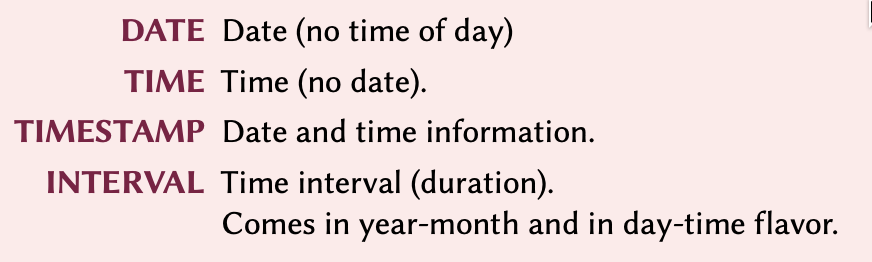 DATE Date (no time of day)
TIME Time (no date).
TIMESTAMP Date and time information.
INTERVAL Time interval (duration).
Comes in year-month and in day-time flavor.